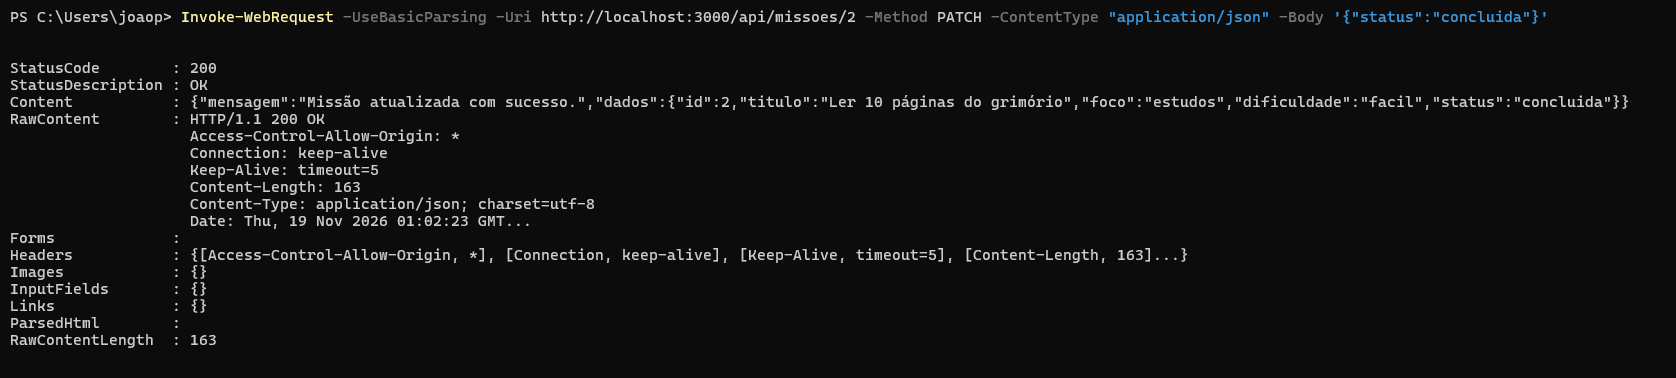 PS C:\Users\joaop> Invoke-WebRequest -UseBasicParsing -Uri http://localhost:3000/api/missoes/2 -Method PATCH -ContentType "application/json" -Body '{"status":"concluida"}'
StatusCode        : 200
StatusDescription : OK
Content           : {"mensagem":"Missão atualizada com sucesso.","dados":{"id":2,"titulo":"Ler 10 páginas do grimório","foco":"estudos","dificuldade":"facil","status":"concluida"}}
RawContent        : HTTP/1.1 200 OK
                    Access-Control-Allow-Origin: *
                    Connection: keep-alive
                    Keep-Alive: timeout=5
                    Content-Length: 163
                    Content-Type: application/json; charset=utf-8
                    Date: Thu, 19 Nov 2026 01:02:23 GMT...
Forms             :
Headers           : {[Access-Control-Allow-Origin, *], [Connection, keep-alive], [Keep-Alive, timeout=5], [Content-Length, 163]...}
Images            : {}
InputFields       : {}
Links             : {}
ParsedHtml        :
RawContentLength  : 163